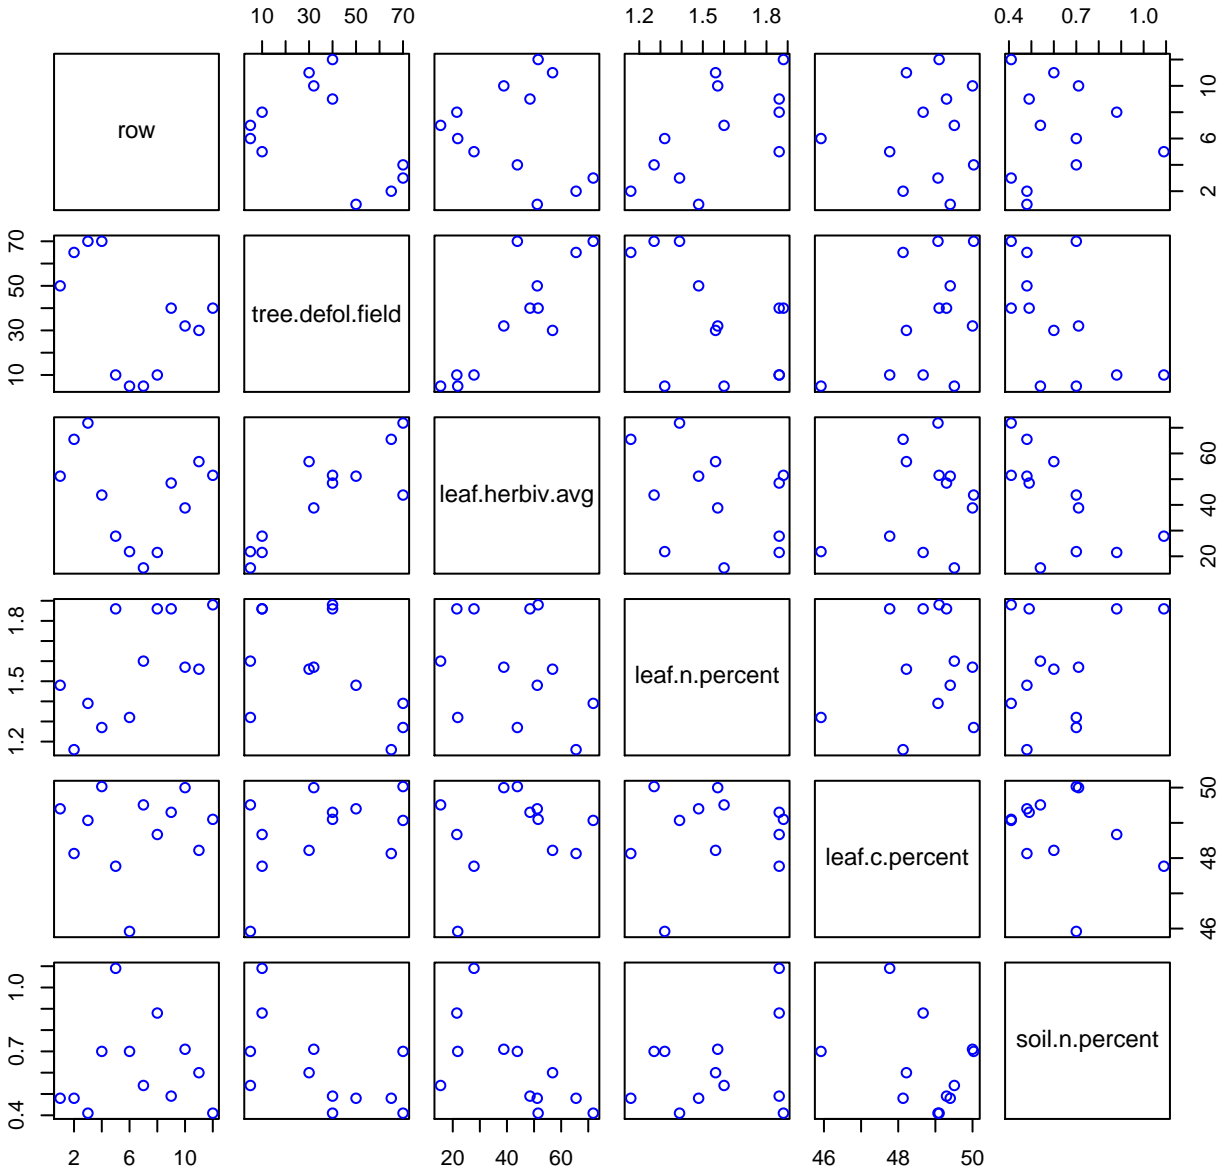 10 30 50 70 1.2 1.5 1.8 0.4 0.7 1.0
row 2 6 10
10 30 50 70 tree.defol.field
leaf.herbiv.avg 20 40 60
1.2 1.5 1.8 leaf.n.percent
leaf.c.percent 46 48 50
0.4 0.7 1.0 soil.n.percent
2 6 10 20 40 60 46 48 50